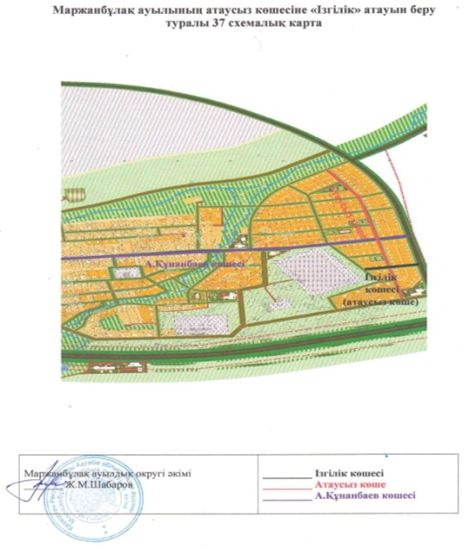 Маржанбұлақ ауылының атаусыз көшесіне «Ізгілік» атауын беру
туралы 37 схемалық карта
А.Құнанбаев көшесі
Ізгілік
көшесі
(атаусыз көше)
Маржанбұлақ ауылдық округі әкімі
Ж.М.Шабаров
Ізгілік көшесі
Атаусыз көше
А.Құнанбаев көшесі